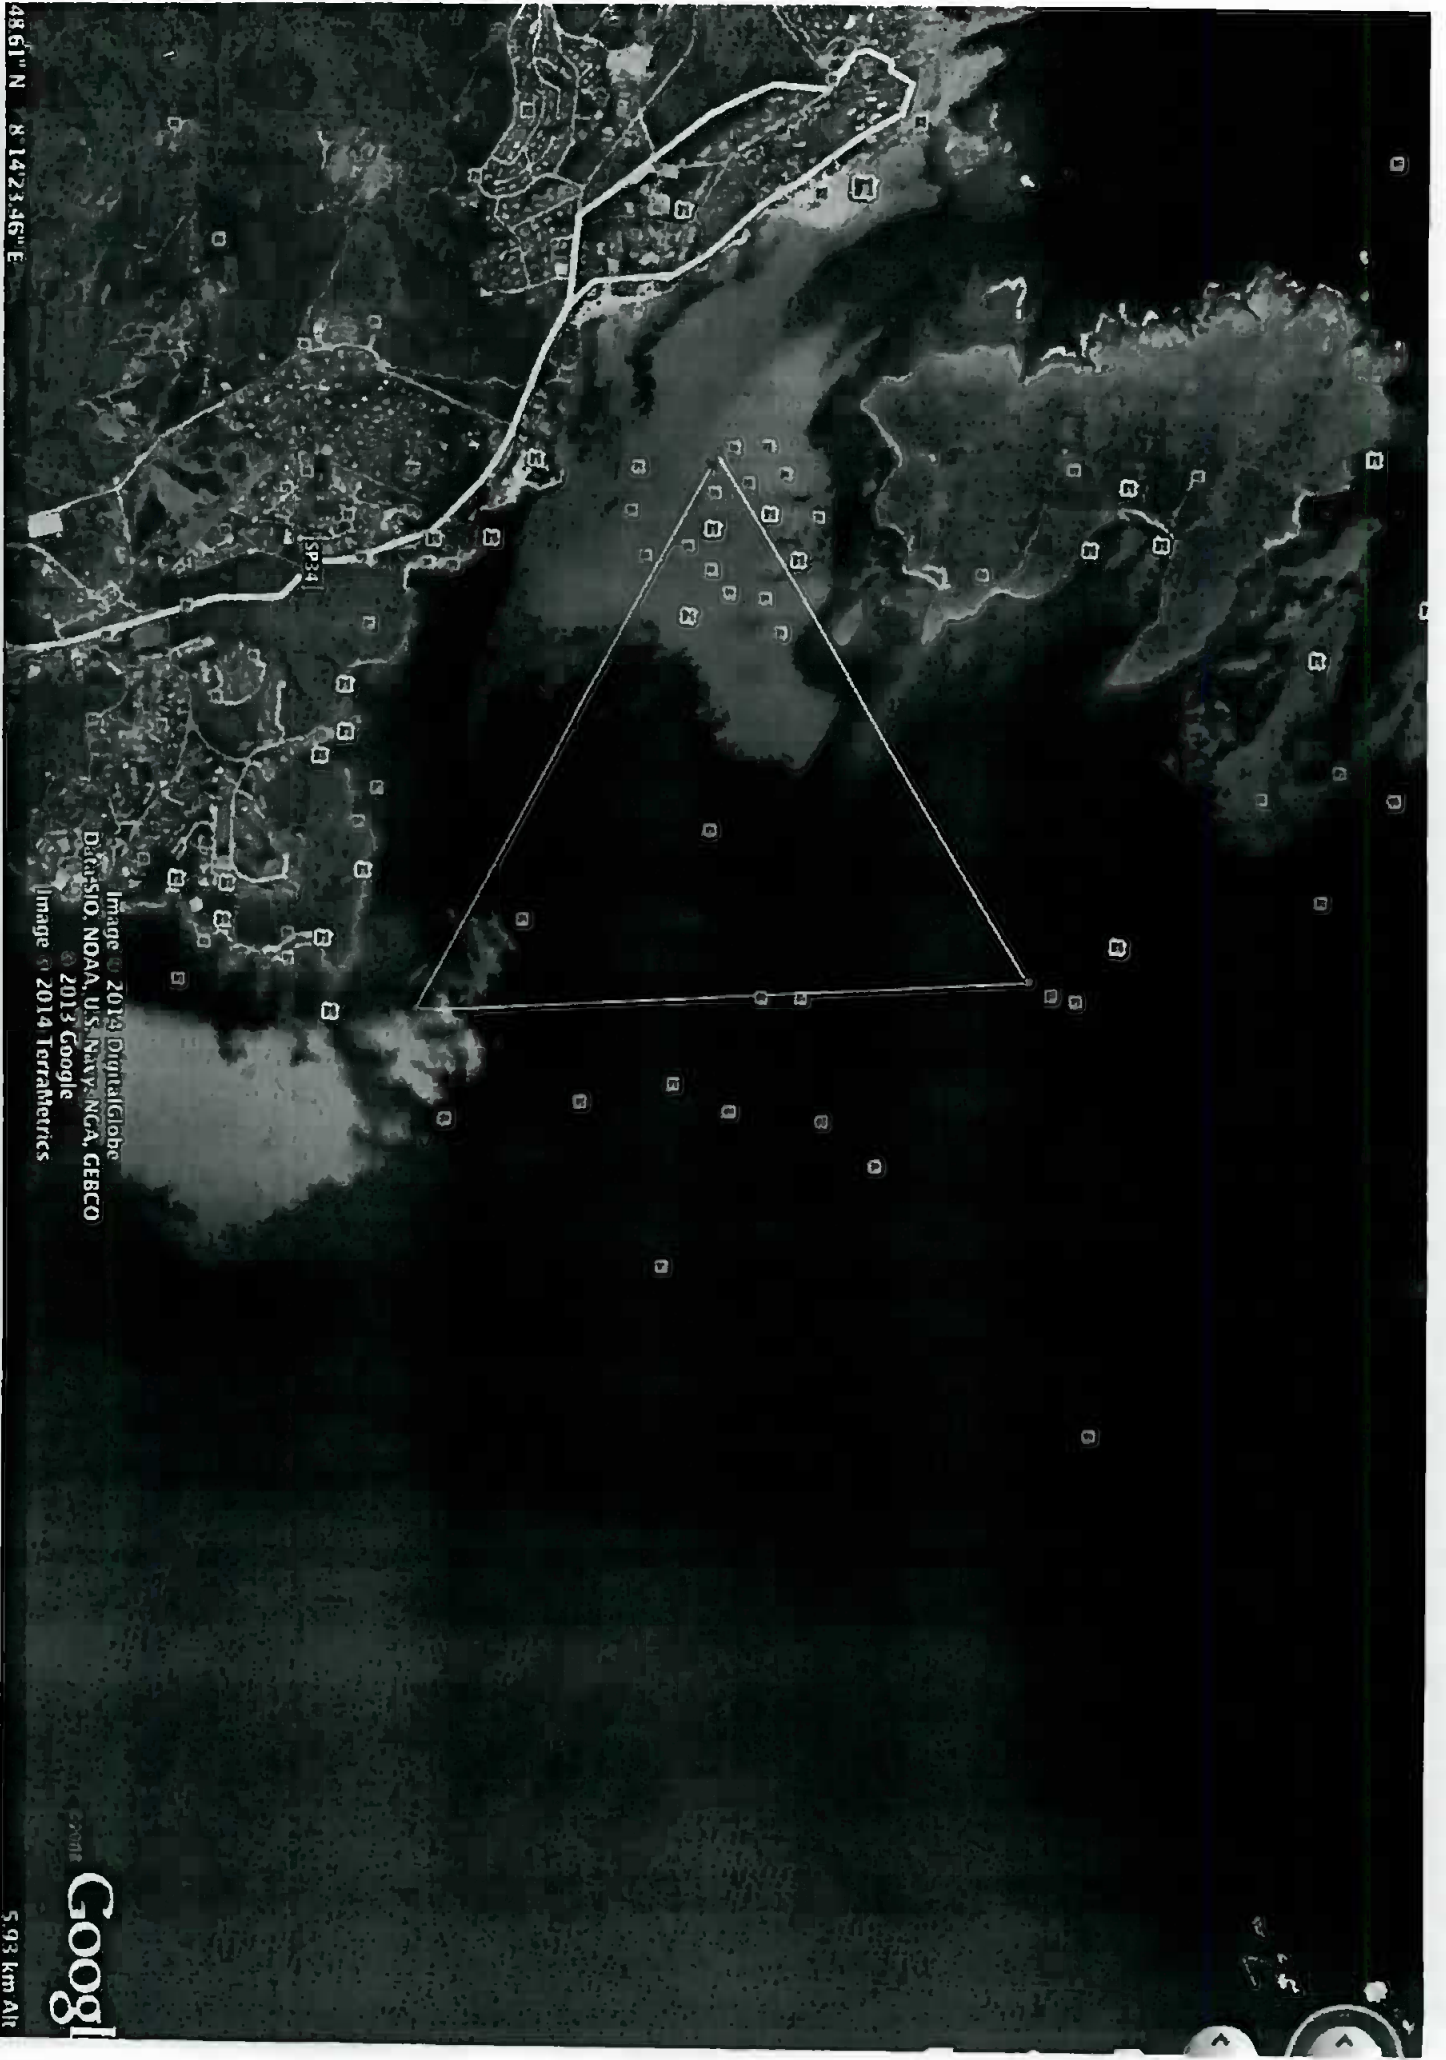 SP34
Image © 2014 DigitalGlobe
Data SIO, NOAA, U.S. Navy, NGA, GEBCO
© 2013 Google
Image © 2014 TerraMetrics
Googl
48.61" N 8°14'23.46" E
5.93 km Alt